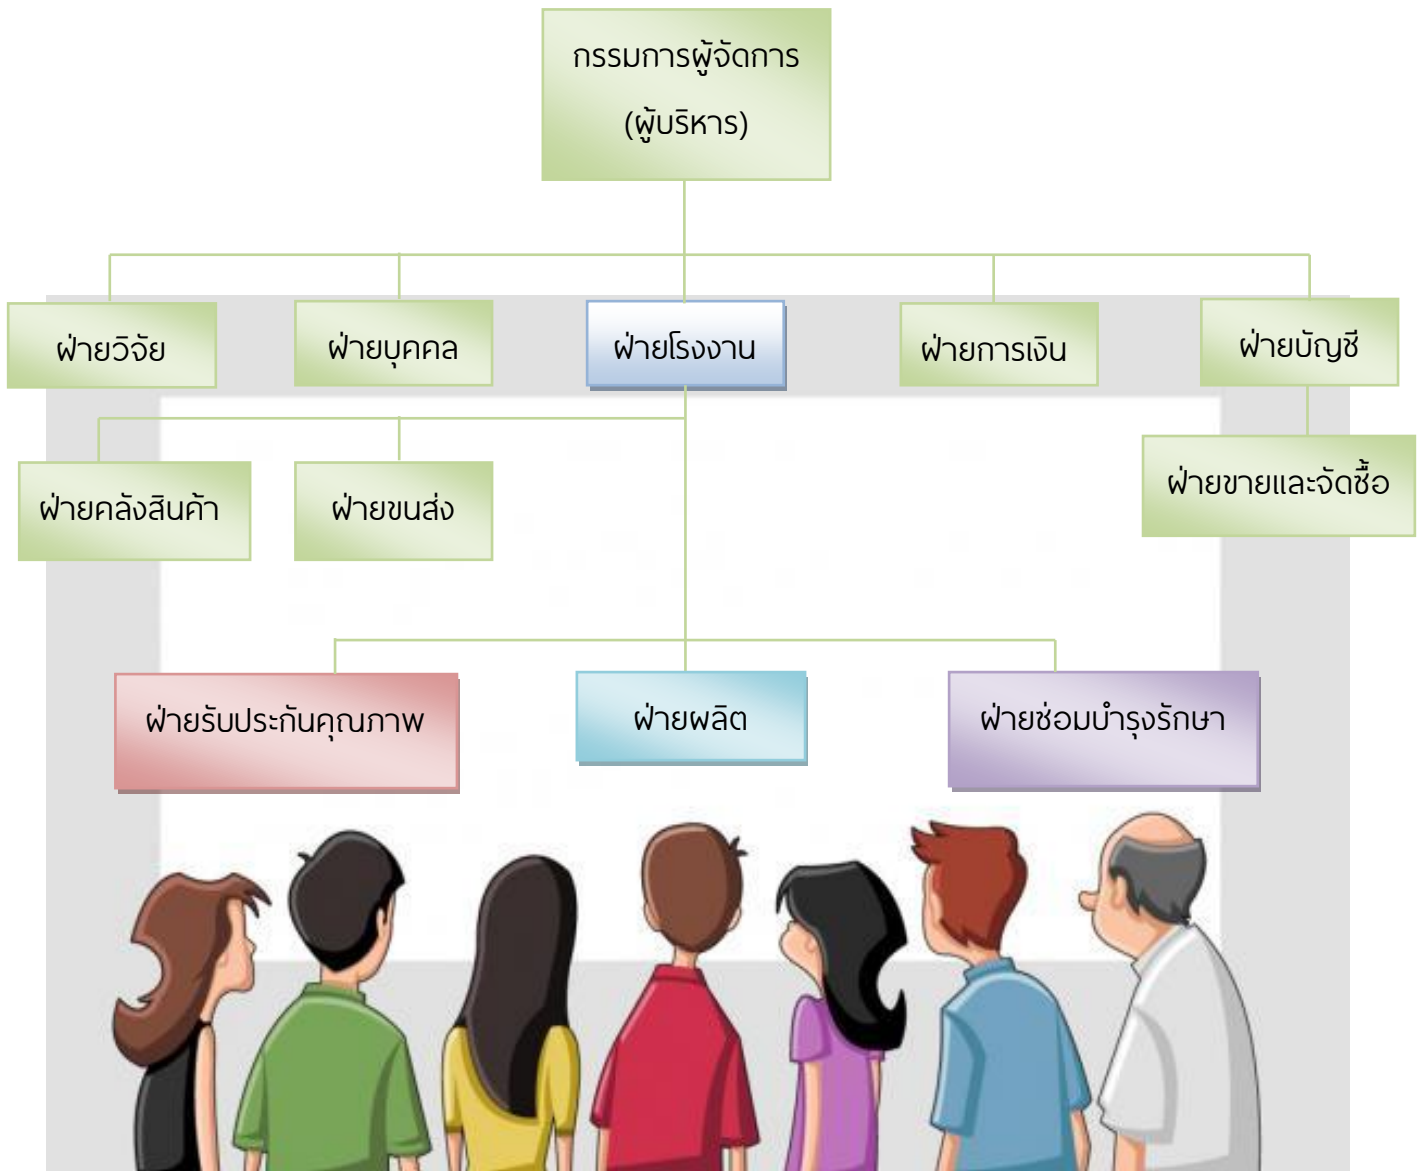 กรรมการผู้จัดการ
(ผู้บริหาร)
ฝ่ายวิจัย
ฝ่ายบุคคล
ฝ่ายโรงงาน
ฝ่ายการเงิน
ฝ่ายบัญชี
ฝ่ายคลังสินค้า
ฝ่ายขนส่ง
ฝ่ายขายและจัดซื้อ
ฝ่ายรับประกันคุณภาพ
ฝ่ายผลิต
ฝ่ายซ่อมบำรุงรักษา